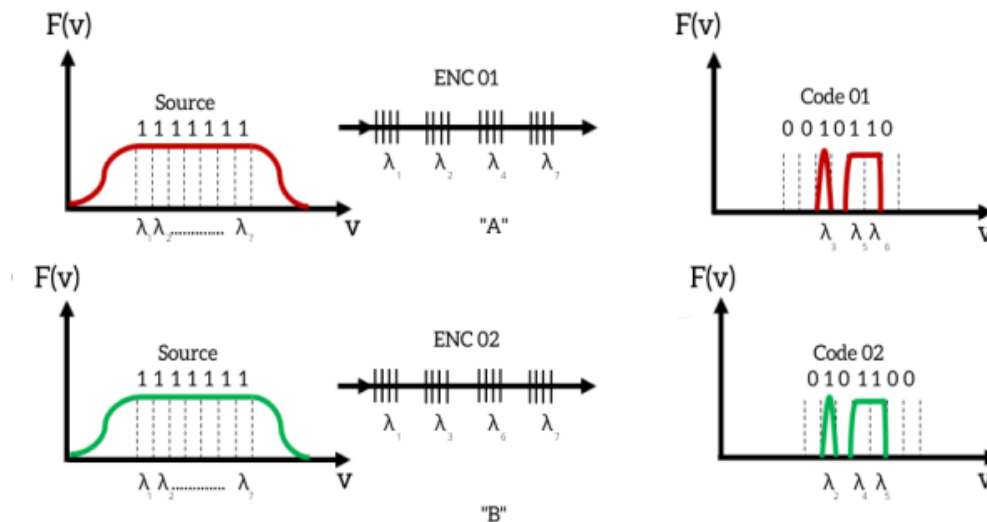 F(v)
Source
1 1 1 1 1 1 1
λ1 λ2............. λ7 v
ENC 01
λ1 λ2 λ4 λ7
"A"
F(v)
Code 01
0 0 1 0 1 1 0
λ3 λ5 λ6 v
F(v)
Source
1 1 1 1 1 1 1
λ1 λ2............. λ7 v
ENC 02
λ1 λ3 λ6 λ7
"B"
F(v)
Code 02
0 1 0 1 1 0 0
λ2 λ4 λ5 v